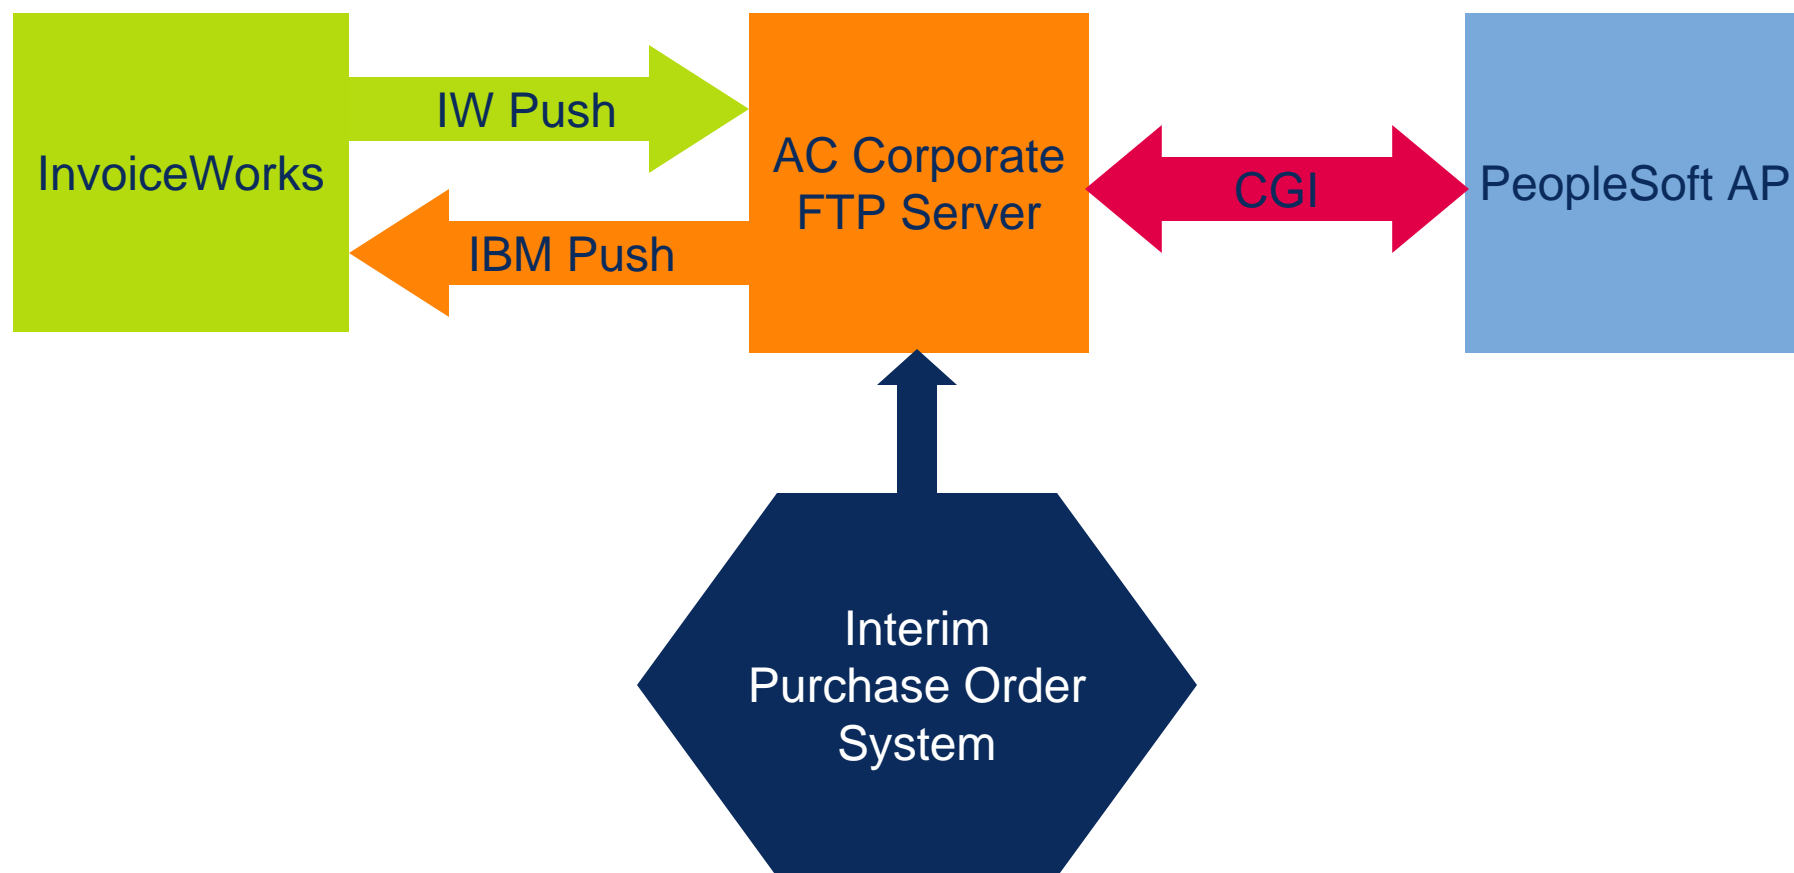 InvoiceWorks
IW Push
IBM Push
AC Corporate
FTP Server
CGI
PeopleSoft AP
Interim
Purchase Order
System